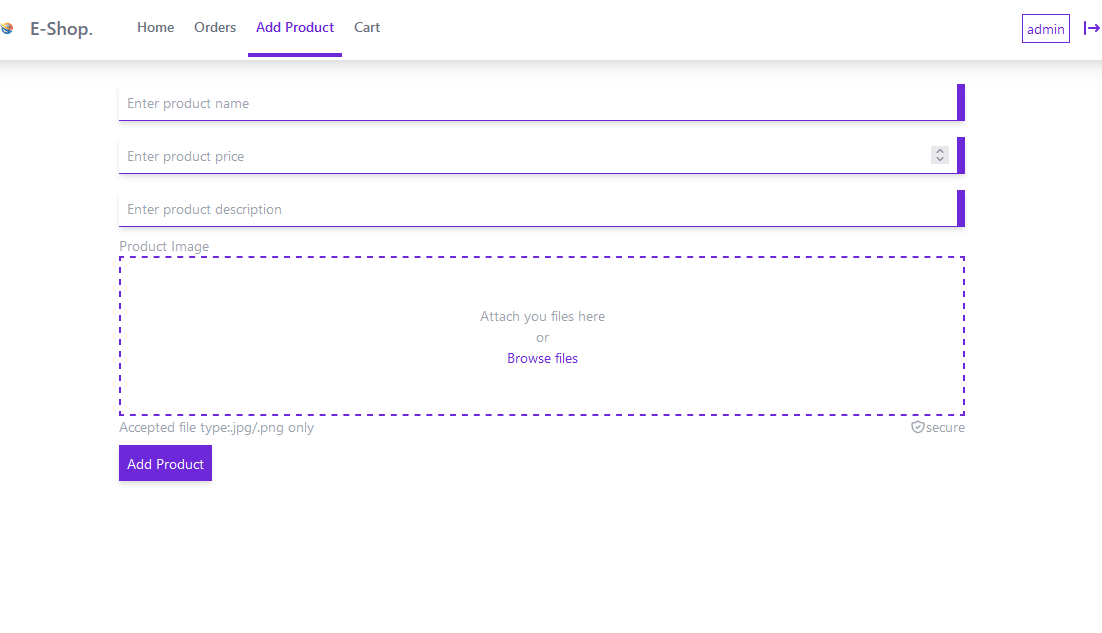 E-Shop. Home Orders Add Product Cart admin
Enter product name
Enter product price
Enter product description
Product Image
Attach you files here
or
Browse files
Accepted file type:.jpg/.png only secure
Add Product